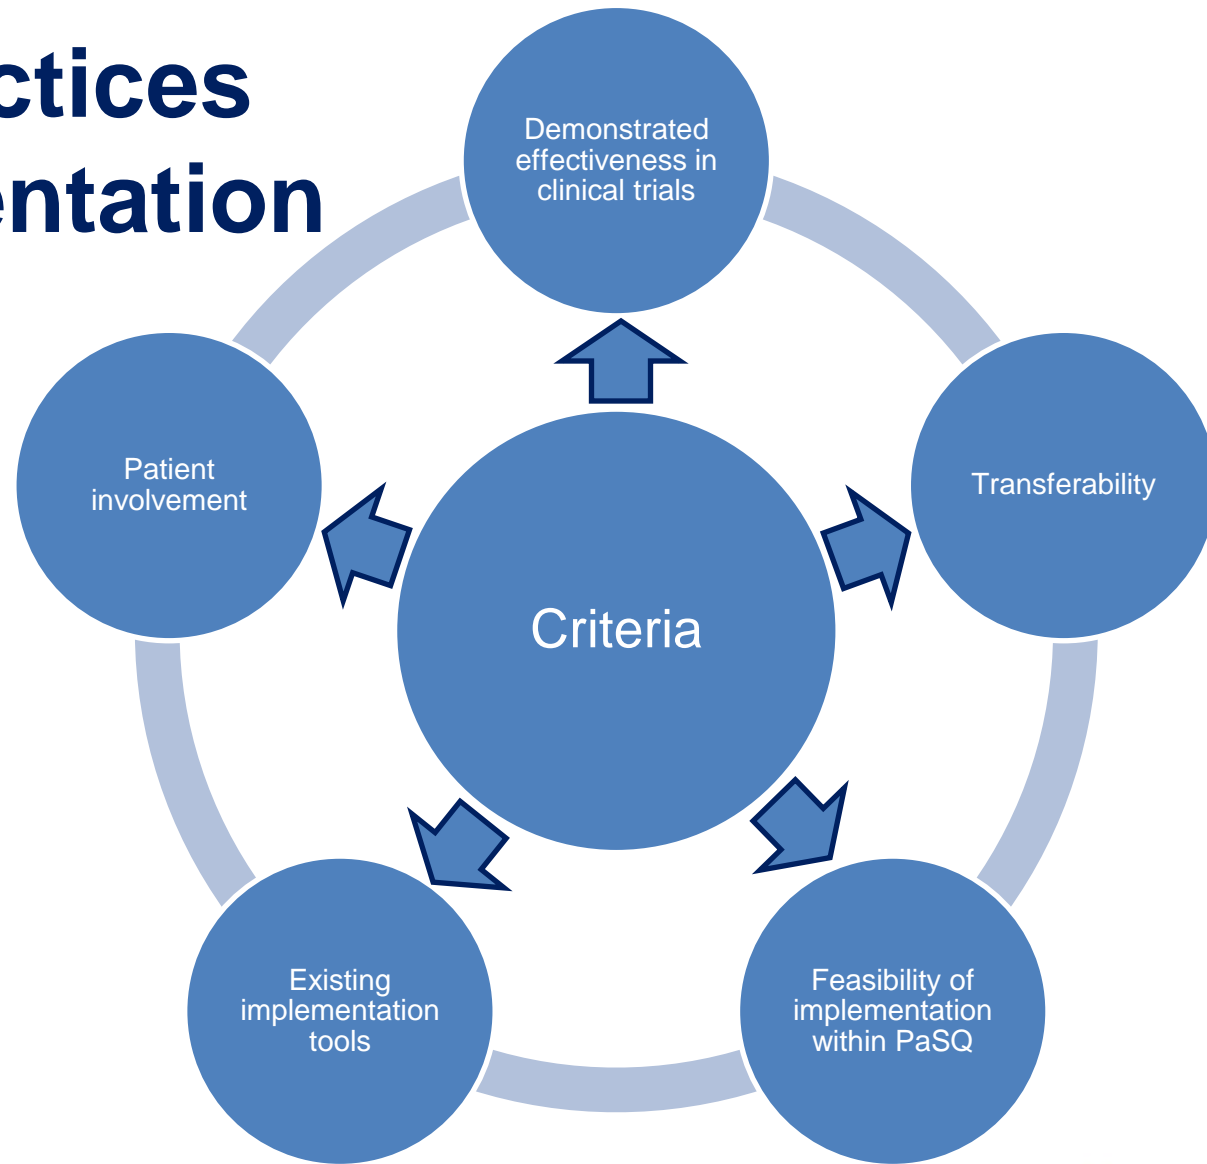 ctices
entation
Demonstrated
effectiveness in
clinical trials
Patient
involvement
Transferability
Criteria
Existing
implementation
tools
Feasibility of
implementation
within PaSQ